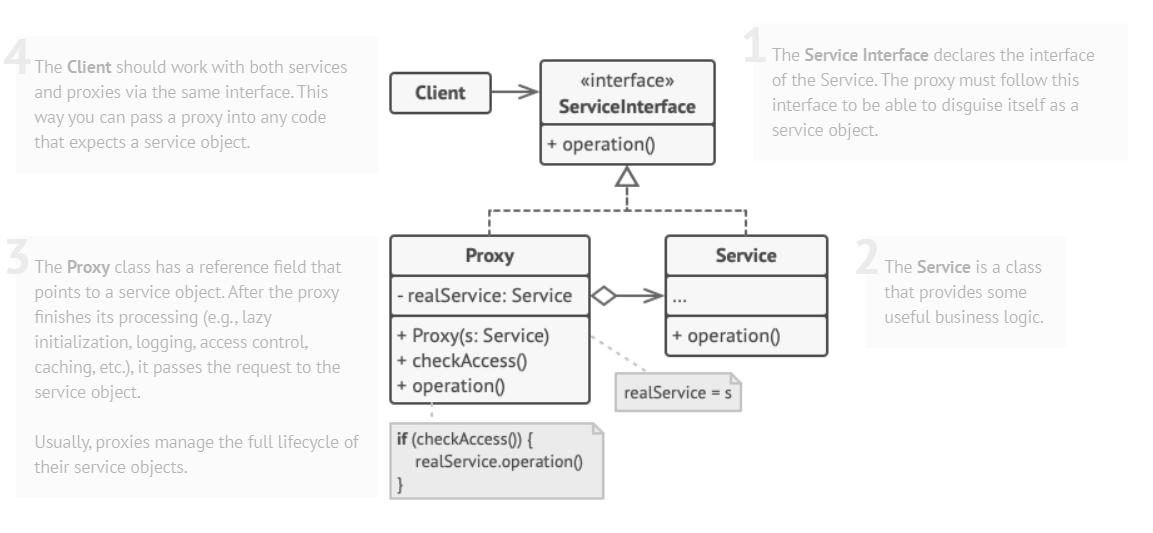 4
The Client should work with both services
and proxies via the same interface. This
way you can pass a proxy into any code
that expects a service object.
Client
«interface»
ServiceInterface
+ operation()
1
The Service Interface declares the interface
of the Service. The proxy must follow this
interface to be able to disguise itself as a
service object.
3
The Proxy class has a reference field that
points to a service object. After the proxy
finishes its processing (e.g., lazy
initialization, logging, access control,
caching, etc.), it passes the request to the
service object.
Usually, proxies manage the full lifecycle of
their service objects.
Proxy
- realService: Service
+ Proxy(s: Service)
+ checkAccess()
+ operation()
if (checkAccess()) {
realService.operation()
}
realService = s
Service
...
+ operation()
2
The Service is a class
that provides some
useful business logic.